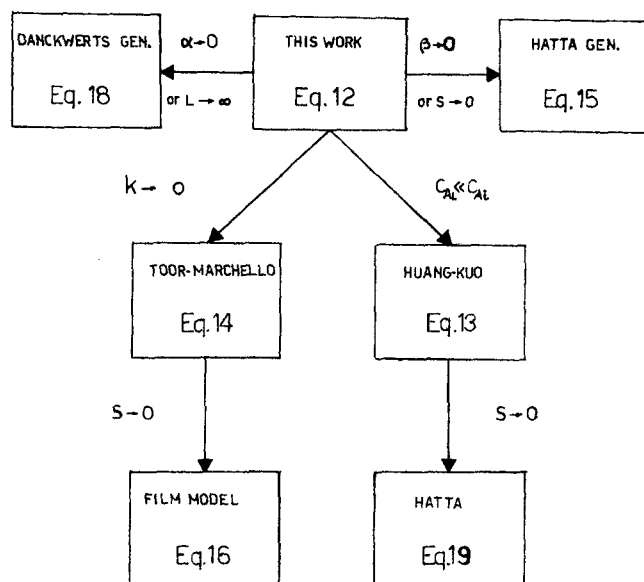 DANCKWERTS GEN.
Eq. 18
α→0
or L→∞
THIS WORK
Eq. 12
β→0
or S→0
HATTA GEN.
Eq. 15
k → 0
C_AL ≪ C_Ai
TOOR-MARCHELLO
Eq. 14
HUANG-KUO
Eq. 13
S→0
S→0
FILM MODEL
Eq. 16
HATTA
Eq. 19